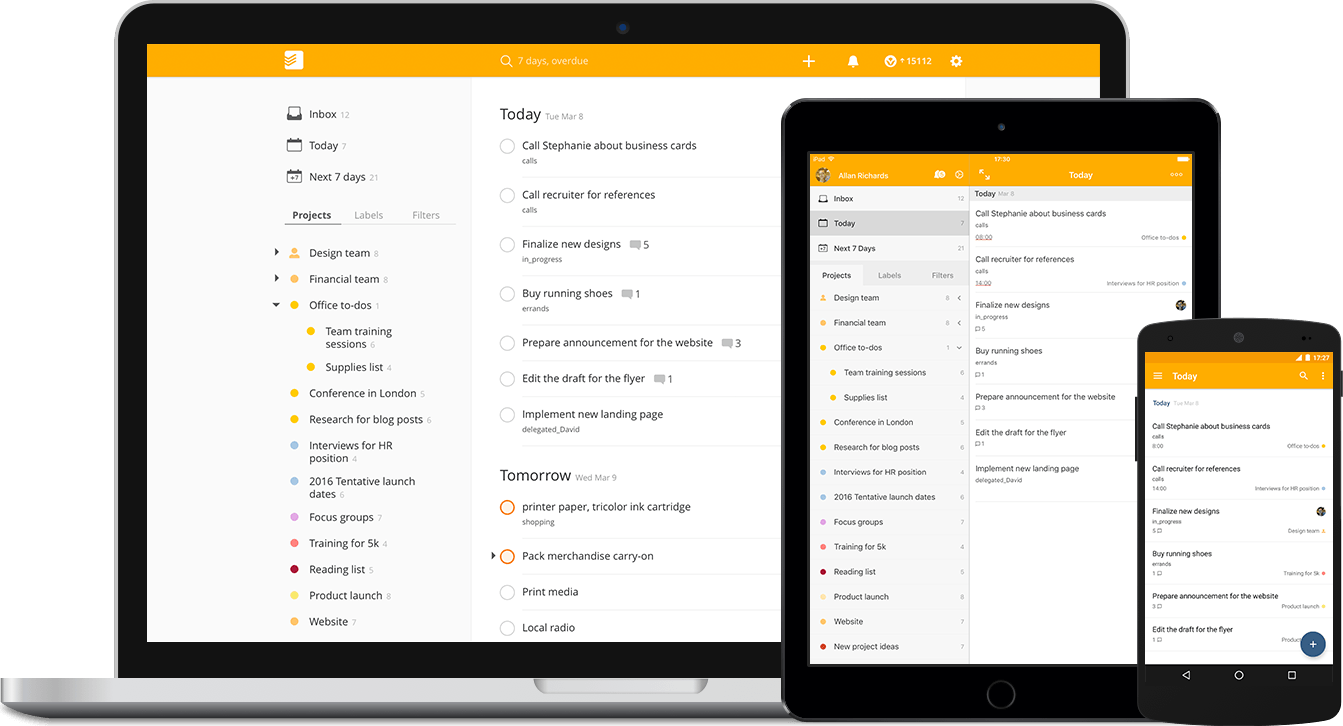 7 days, overdue
15112
Inbox 12
Today 7
+7
Next 7 days 21
Projects Labels Filters
Design team 8
Financial team 8
Office to-dos 1
Team training
sessions 6
Supplies list 4
Conference in London 5
Research for blog posts 6
Interviews for HR
position 4
2016 Tentative launch
dates 6
Focus groups 7
Training for 5k 4
Reading list 5
Product launch 8
Website 7
Today Tue Mar 8
Call Stephanie about business cards
calls
Call recruiter for references
calls
Finalize new designs 5
in_progress
Buy running shoes 1
errands
Prepare announcement for the website 3
Edit the draft for the flyer 1
Implement new landing page
delegated_David
Tomorrow Wed Mar 9
printer paper, tricolor ink cartridge
shopping
Pack merchandise carry-on
Print media
Local radio
iPad 17:30
Allan Richards
Today
Inbox 12
Today 7
+7
Next 7 Days 21
Projects Labels Filters
Design team 8
Financial team 8
Office to-dos 1
Team training sessions 6
Supplies list 4
Conference in London 5
Research for blog posts 6
Interviews for HR position 4
2016 Tentative launch dates 6
Focus groups 7
Training for 5k 4
Reading list 5
Product launch 8
Website 7
New project ideas 7
Today Mar 8
Call Stephanie about business cards
calls
08:00 Office to-dos
Call recruiter for references
calls
14:00 Interviews for HR position
Finalize new designs
in_progress
5
Buy running shoes
errands
1
Prepare announcement for the website
3
Edit the draft for the flyer
1
Implement new landing page
delegated_David
17:27
Today
Today Tue Mar 8
Call Stephanie about business cards
calls
8:00 Office to-dos
Call recruiter for references
calls
14:00 Interviews for HR position
Finalize new designs
in_progress
5 Design team
Buy running shoes
errands
1 Training for 5k
Prepare announcement for the website
3 Product launch
Edit the draft for the flyer
1